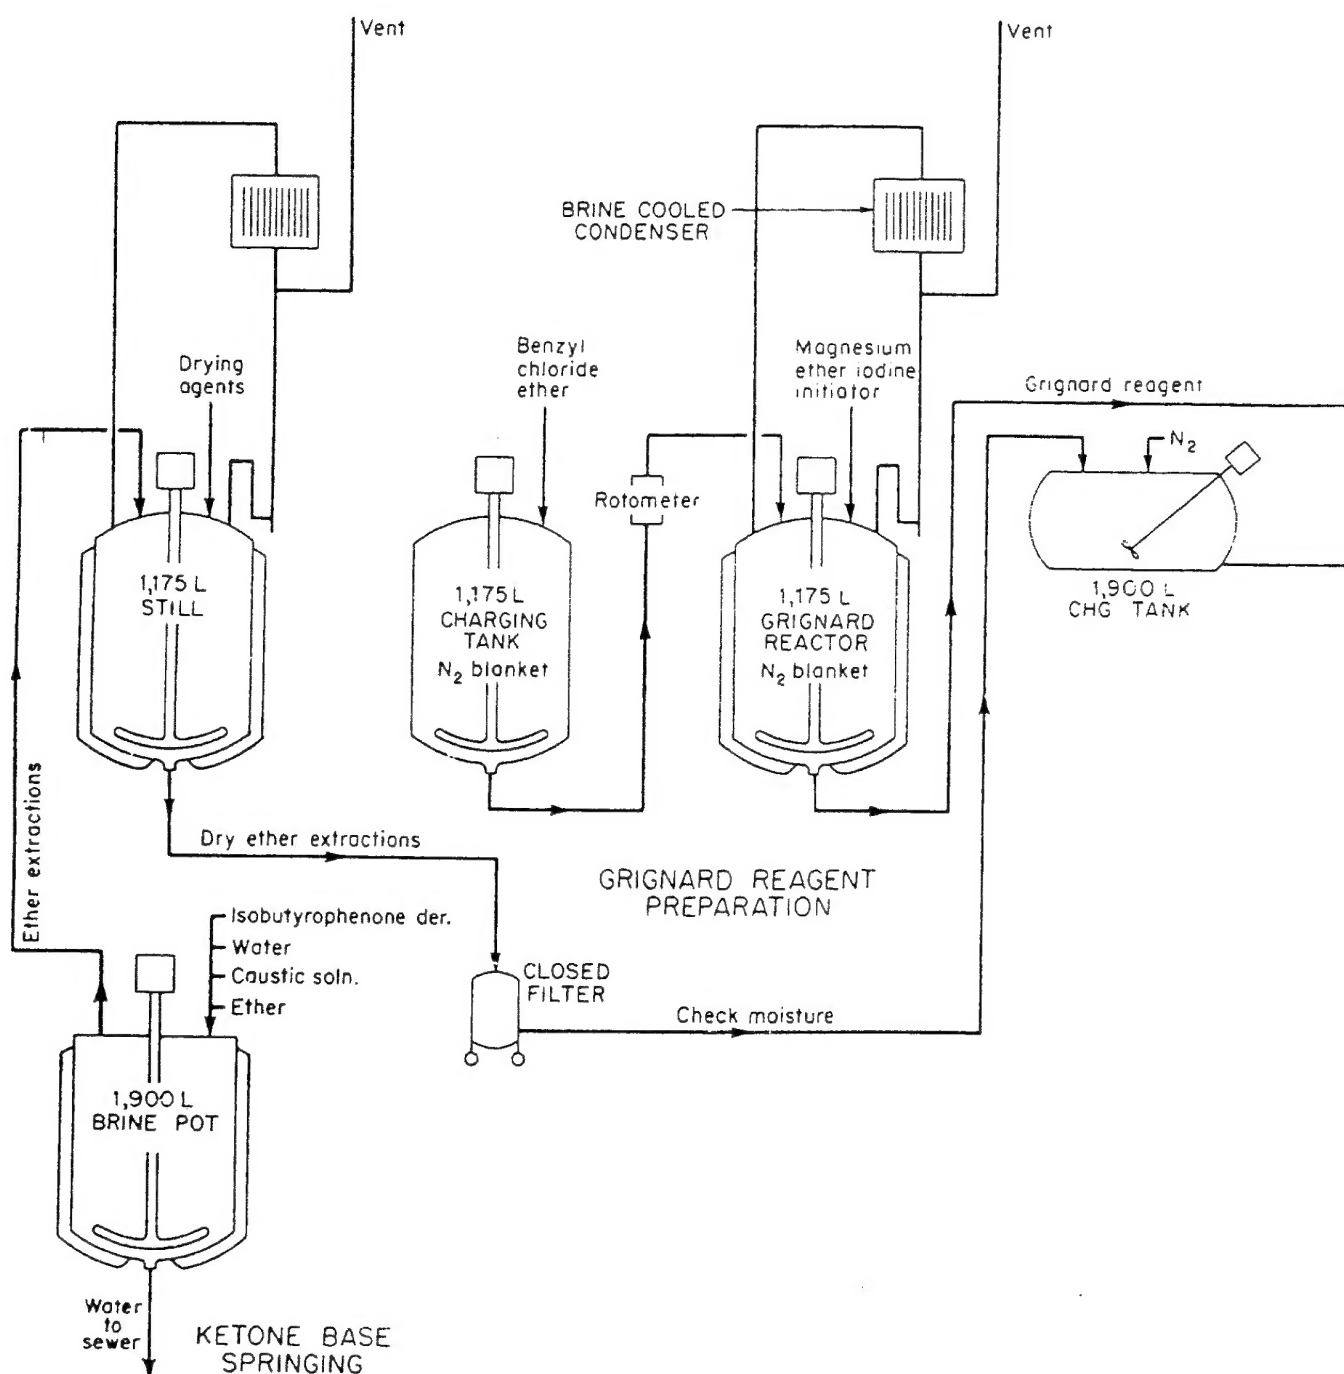 Vent
Vent
BRINE COOLED
CONDENSER
Drying
agents
Benzyl
chloride
ether
Magnesium
ether iodine
initiator
Grignard reagent
N2
Rotometer
1,175 L
STILL
1,175 L
CHARGING
TANK
N2 blanket
1,175 L
GRIGNARD
REACTOR
N2 blanket
1,900 L
CHG TANK
Ether extractions
Dry ether extractions
GRIGNARD REAGENT
PREPARATION
Isobutyrophenone der.
Water
Caustic soln.
Ether
CLOSED
FILTER
Check moisture
1,900 L
BRINE POT
Water
to
sewer
KETONE BASE
SPRINGING